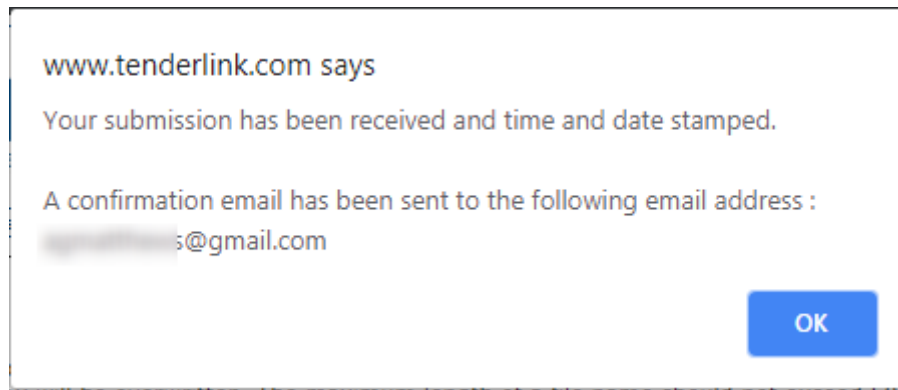 www.tenderlink.com says
Your submission has been received and time and date stamped.
A confirmation email has been sent to the following email address :
s@gmail.com
OK